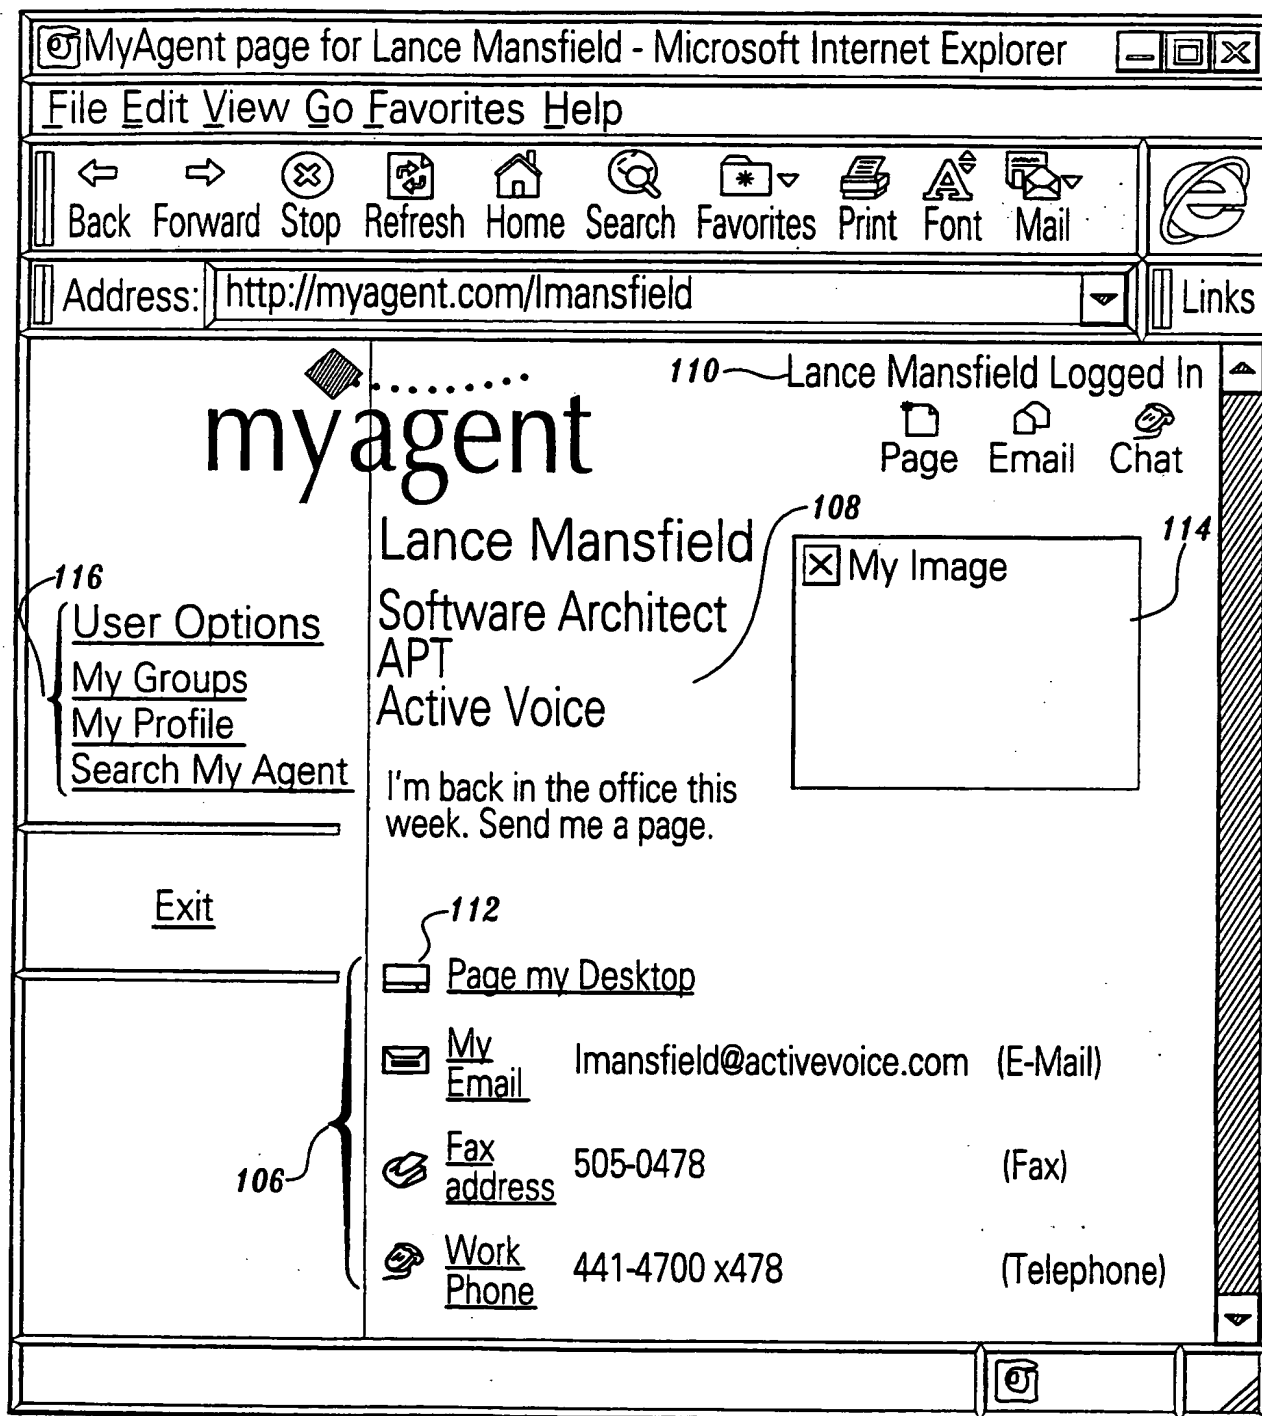 MyAgent page for Lance Mansfield - Microsoft Internet Explorer
File Edit View Go Favorites Help
Back Forward Stop Refresh Home Search Favorites Print Font Mail
Address: http://myagent.com/lmansfield Links
110 Lance Mansfield Logged In
myagent
Page Email Chat
108
Lance Mansfield
114
My Image
116
User Options
My Groups
My Profile
Search My Agent
Software Architect
APT
Active Voice
I'm back in the office this
week. Send me a page.
Exit
112
Page my Desktop
My
Email lmansfield@activevoice.com (E-Mail)
106
Fax
address 505-0478 (Fax)
Work
Phone 441-4700 x478 (Telephone)